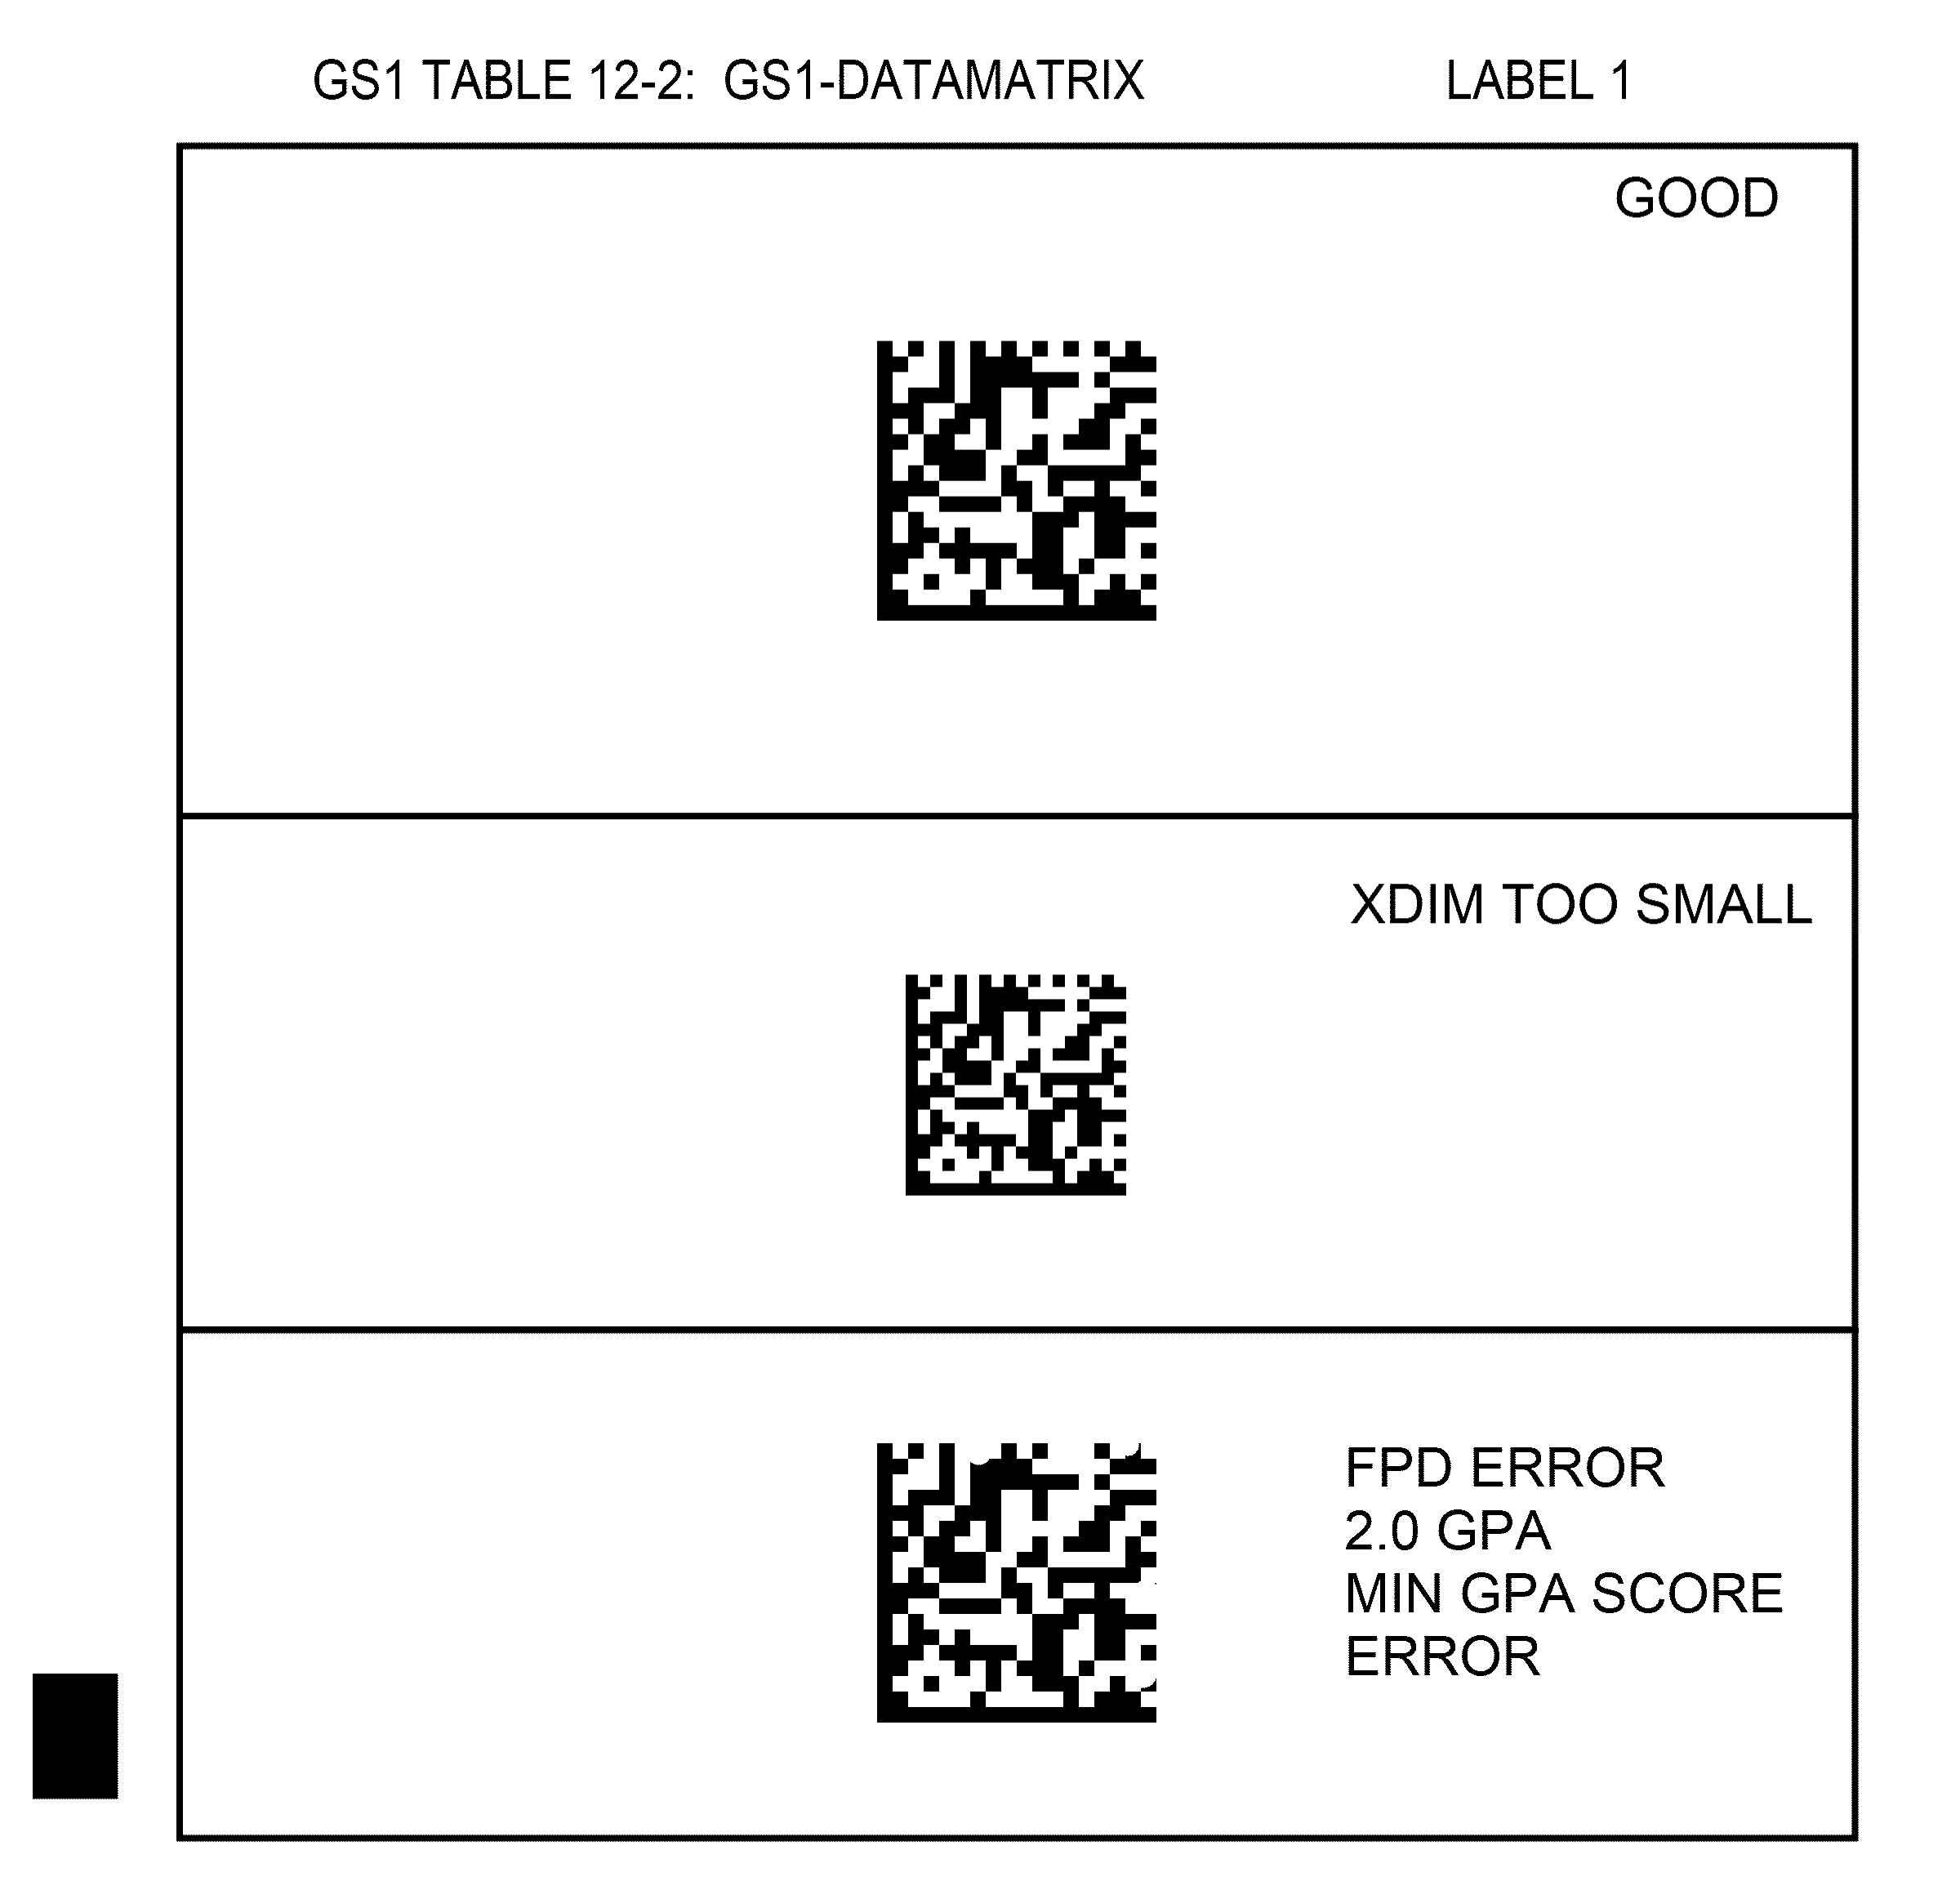 GS1 TABLE 12-2: GS1-DATAMATRIX LABEL 1
GOOD
XDIM TOO SMALL
FPD ERROR
2.0 GPA
MIN GPA SCORE
ERROR